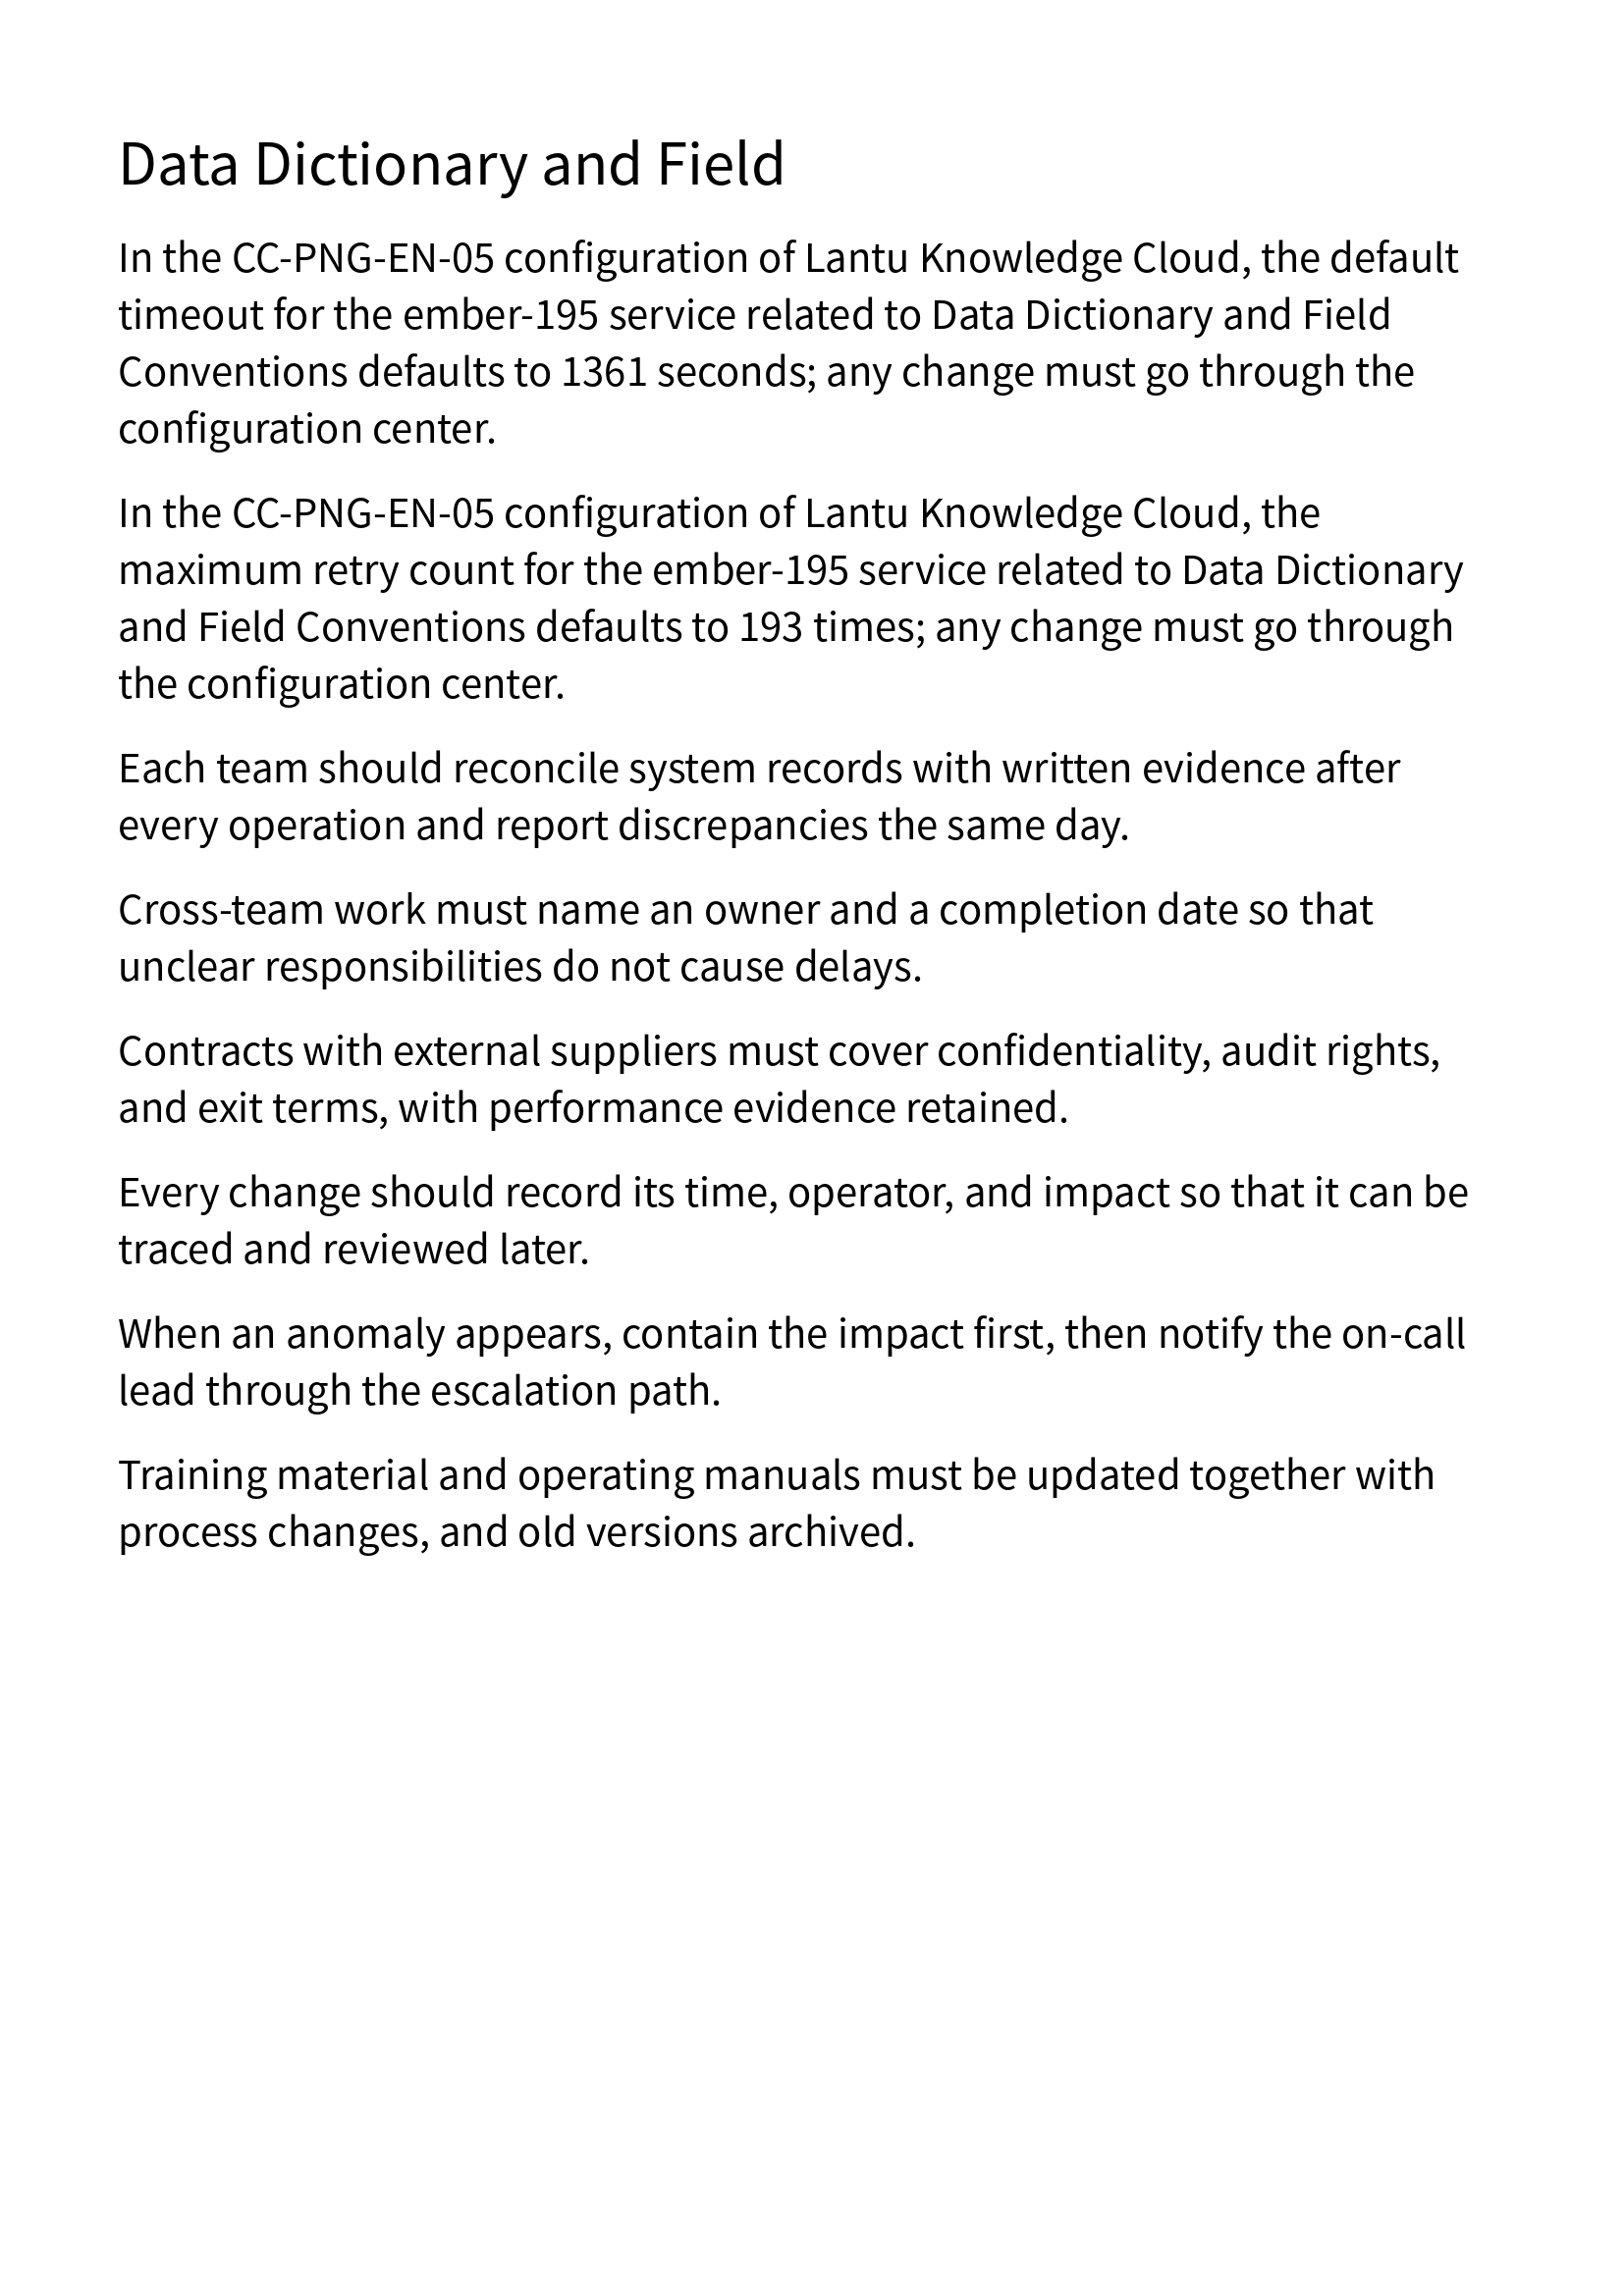 Data Dictionary and Field
In the CC-PNG-EN-05 configuration of Lantu Knowledge Cloud, the default
timeout for the ember-195 service related to Data Dictionary and Field
Conventions defaults to 1361 seconds; any change must go through the
configuration center.
In the CC-PNG-EN-05 configuration of Lantu Knowledge Cloud, the
maximum retry count for the ember-195 service related to Data Dictionary
and Field Conventions defaults to 193 times; any change must go through
the configuration center.
Each team should reconcile system records with written evidence after
every operation and report discrepancies the same day.
Cross-team work must name an owner and a completion date so that
unclear responsibilities do not cause delays.
Contracts with external suppliers must cover confidentiality, audit rights,
and exit terms, with performance evidence retained.
Every change should record its time, operator, and impact so that it can be
traced and reviewed later.
When an anomaly appears, contain the impact first, then notify the on-call
lead through the escalation path.
Training material and operating manuals must be updated together with
process changes, and old versions archived.